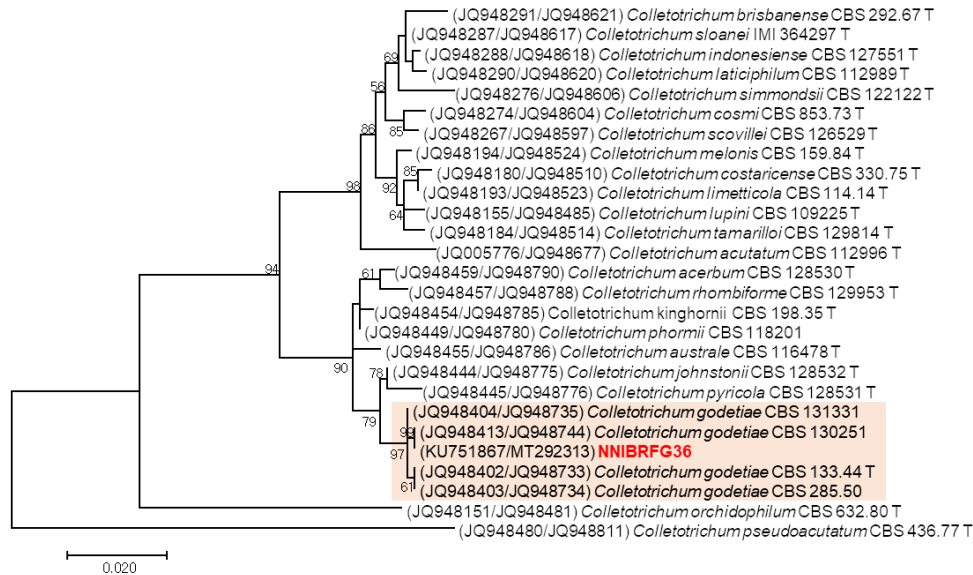 (JQ948291/JQ948621) Colletotrichum brisbanense CBS 292.67 T
(JQ948287/JQ948617) Colletotrichum sloanei IMI 364297 T
69
(JQ948288/JQ948618) Colletotrichum indonesiense CBS 127551 T
(JQ948290/JQ948620) Colletotrichum laticiphilum CBS 112989 T
56
(JQ948276/JQ948606) Colletotrichum simmondsii CBS 122122 T
(JQ948274/JQ948604) Colletotrichum cosmi CBS 853.73 T
86
85
(JQ948267/JQ948597) Colletotrichum scovillei CBS 126529 T
(JQ948194/JQ948524) Colletotrichum melonis CBS 159.84 T
85
(JQ948180/JQ948510) Colletotrichum costaricense CBS 330.75 T
98
92
(JQ948193/JQ948523) Colletotrichum limetticola CBS 114.14 T
64
(JQ948155/JQ948485) Colletotrichum lupini CBS 109225 T
(JQ948184/JQ948514) Colletotrichum tamarilloi CBS 129814 T
(JQ005776/JQ948677) Colletotrichum acutatum CBS 112996 T
94
61
(JQ948459/JQ948790) Colletotrichum acerbum CBS 128530 T
(JQ948457/JQ948788) Colletotrichum rhombiforme CBS 129953 T
(JQ948454/JQ948785) Colletotrichum kinghornii CBS 198.35 T
(JQ948449/JQ948780) Colletotrichum phormii CBS 118201
(JQ948455/JQ948786) Colletotrichum australe CBS 116478 T
90
78
(JQ948444/JQ948775) Colletotrichum johnstonii CBS 128532 T
(JQ948445/JQ948776) Colletotrichum pyricola CBS 128531 T
(JQ948404/JQ948735) Colletotrichum godetiae CBS 131331
79
99
(JQ948413/JQ948744) Colletotrichum godetiae CBS 130251
97
(KU751867/MT292313) NNIBRFG36
(JQ948402/JQ948733) Colletotrichum godetiae CBS 133.44 T
61
(JQ948403/JQ948734) Colletotrichum godetiae CBS 285.50
(JQ948151/JQ948481) Colletotrichum orchidophilum CBS 632.80 T
(JQ948480/JQ948811) Colletotrichum pseudoacutatum CBS 436.77 T
0.020